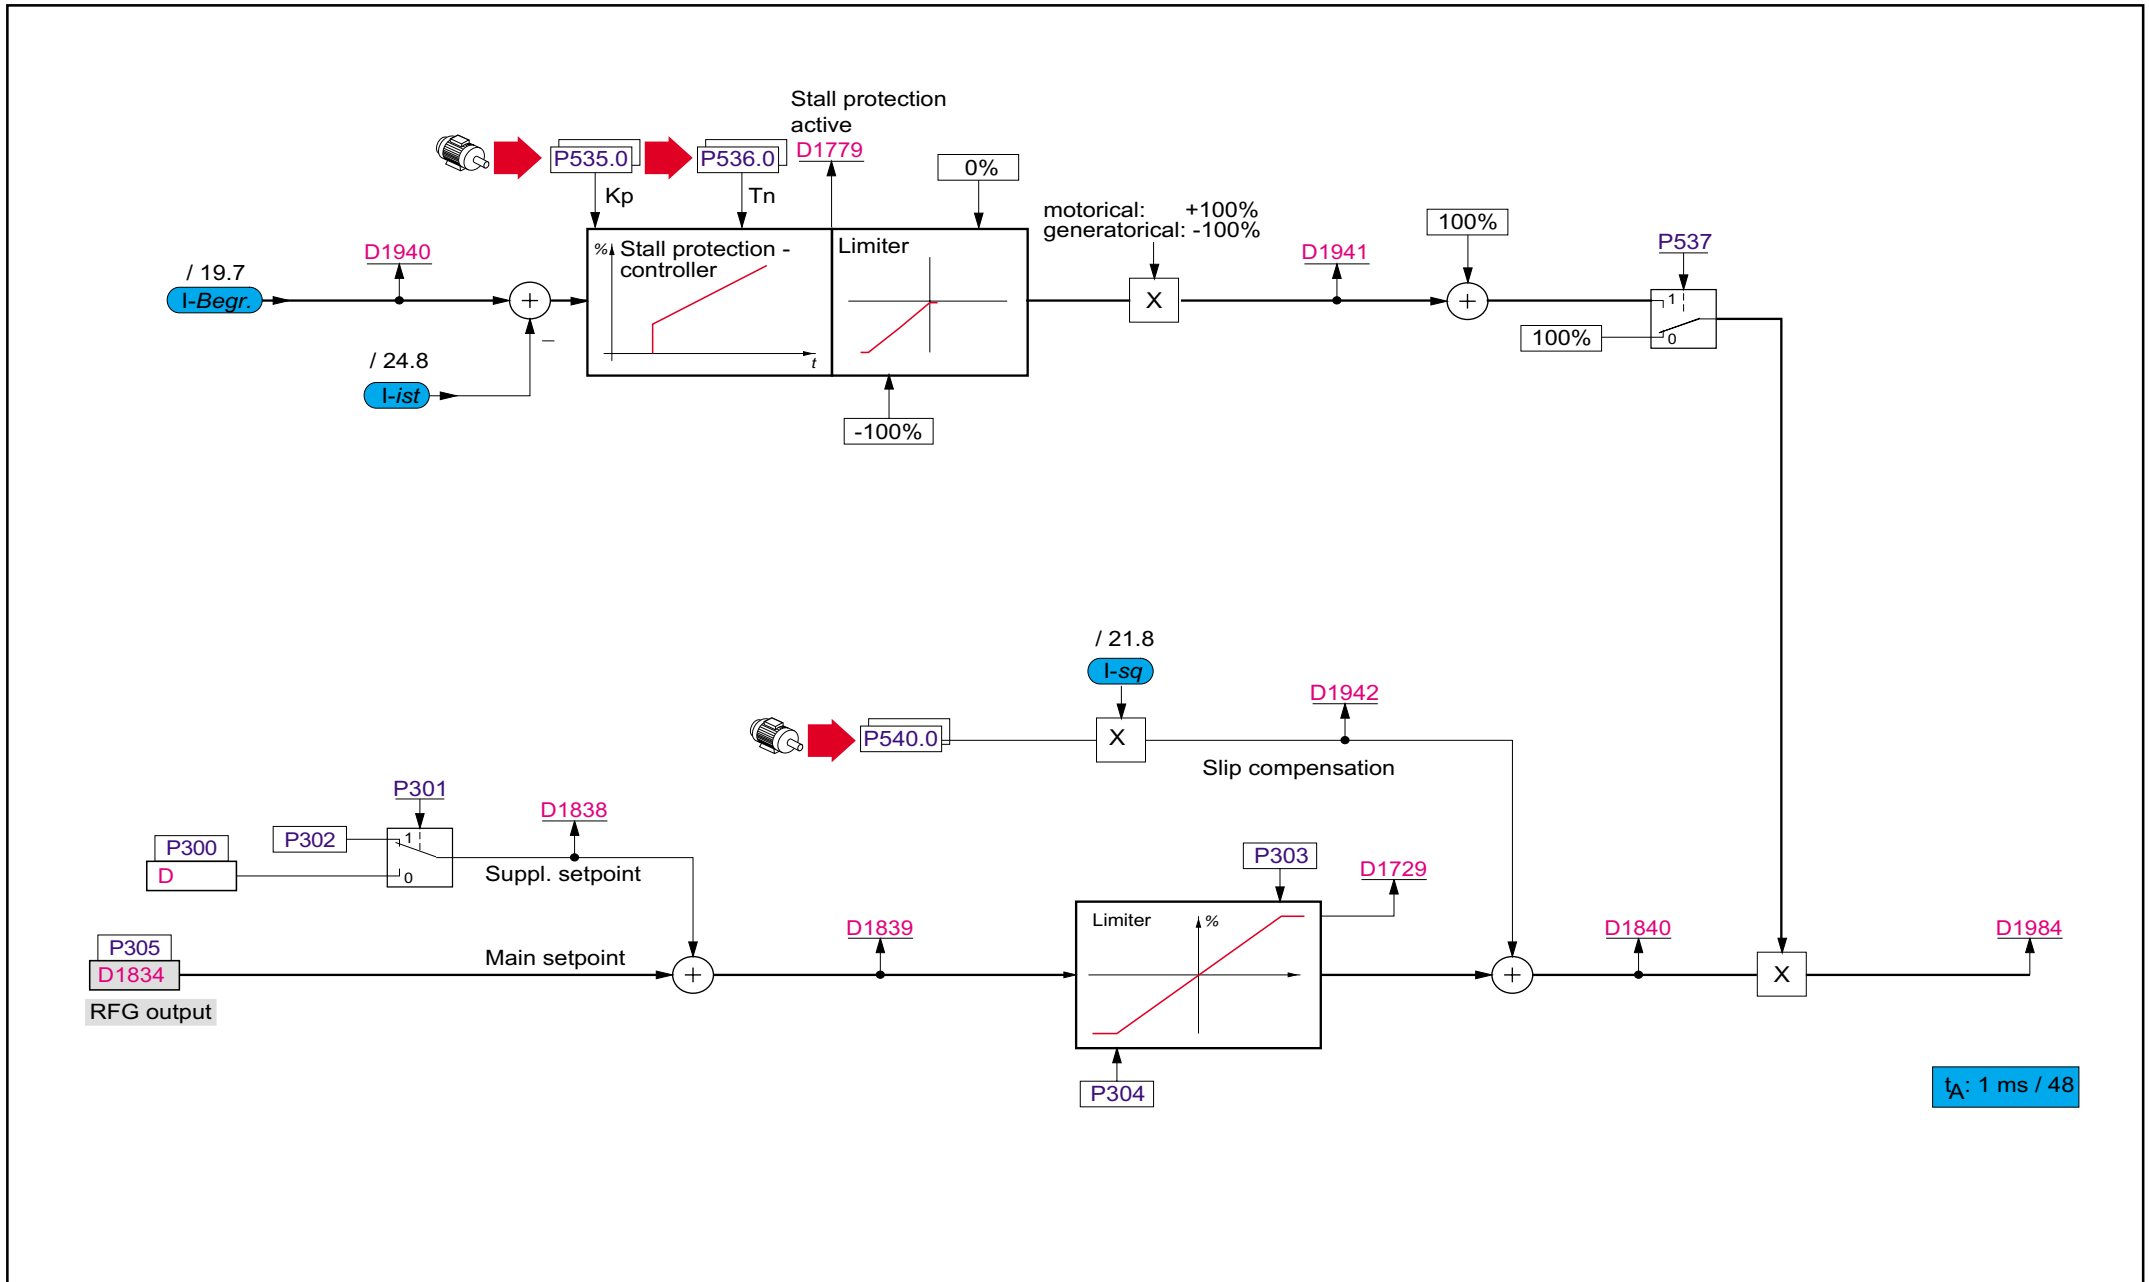 Stall protection
active
D1779
P535.0
P536.0
Kp
Tn
0%
motorical: +100%
generatorical: -100%
100%
P537
/ 19.7
I-Begr.
D1940
+
–
% Stall protection -
controller
t
Limiter
X
D1941
+
1
0
100%
/ 24.8
I-ist
-100%
/ 21.8
I-sq
D1942
P540.0
X
Slip compensation
P301
D1838
P302
1
0
P300
D
Suppl. setpoint
P303
D1729
P305
D1834
RFG output
Main setpoint
+
D1839
Limiter
%
P304
+
D1840
X
D1984
tA: 1 ms / 48